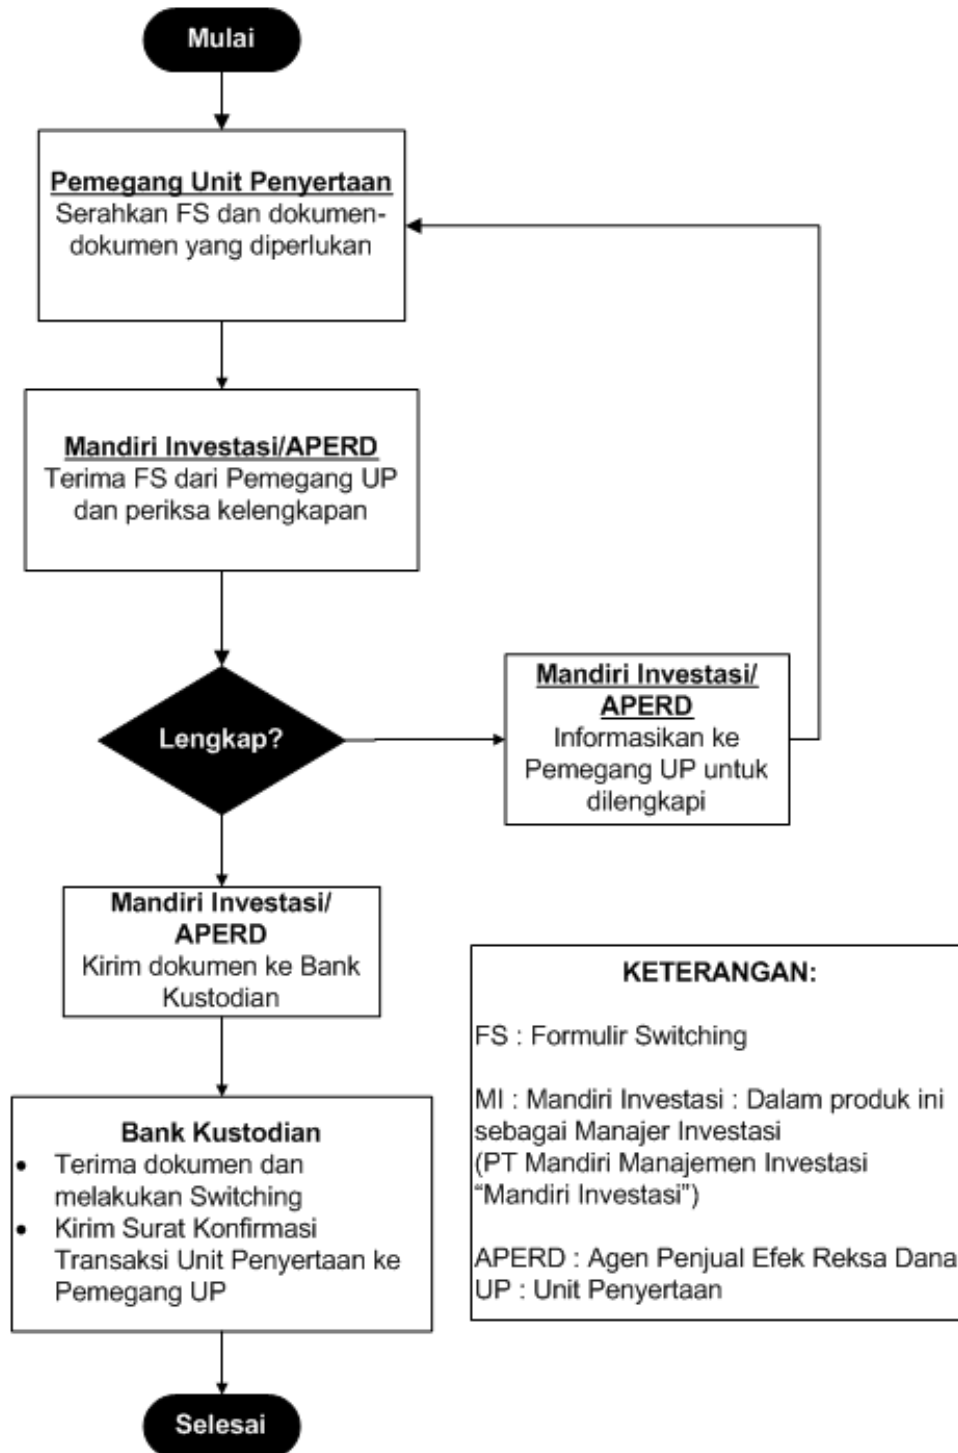 Mulai
Pemegang Unit Penyertaan
Serahkan FS dan dokumen-
dokumen yang diperlukan
Mandiri Investasi/APERD
Terima FS dari Pemegang UP
dan periksa kelengkapan
Lengkap?
Mandiri Investasi/
APERD
Informasikan ke
Pemegang UP untuk
dilengkapi
Mandiri Investasi/
APERD
Kirim dokumen ke Bank
Kustodian
Bank Kustodian
• Terima dokumen dan
melakukan Switching
• Kirim Surat Konfirmasi
Transaksi Unit Penyertaan ke
Pemegang UP
Selesai
KETERANGAN:
FS : Formulir Switching
MI : Mandiri Investasi : Dalam produk ini
sebagai Manajer Investasi
(PT Mandiri Manajemen Investasi
“Mandiri Investasi”)
APERD : Agen Penjual Efek Reksa Dana
UP : Unit Penyertaan